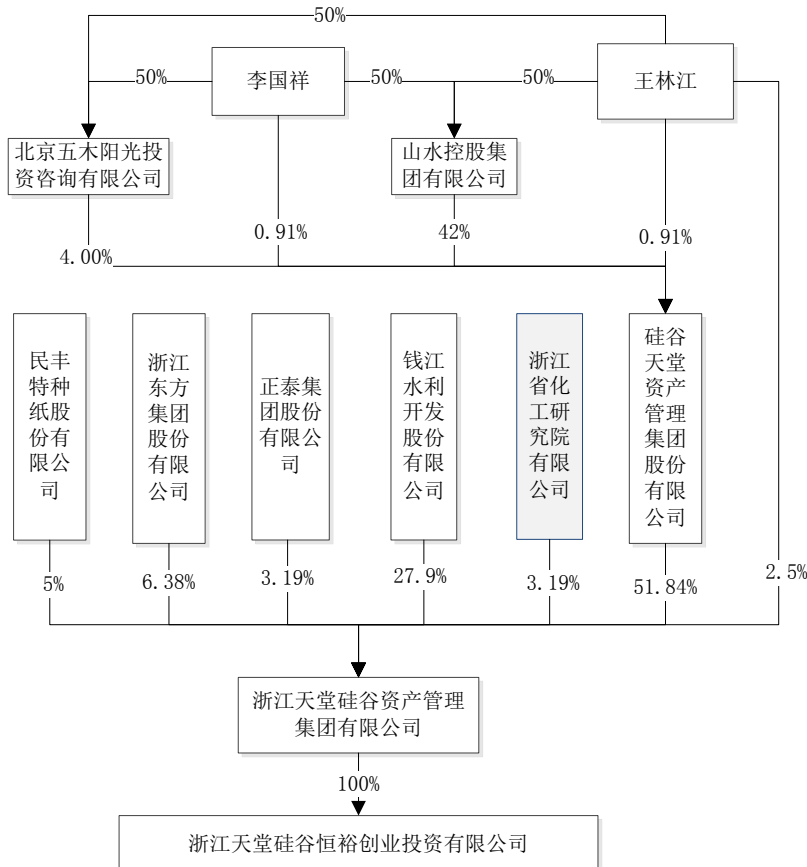 50%
50%
李国祥
50%
50%
王林江
北京五木阳光投
资咨询有限公司
山水控股集
团有限公司
4.00%
0.91%
42%
0.91%
民丰
特种
纸股
份有
限公
司
浙江
东方
集团
股份
有限
公司
正泰集
团股份
有限公
司
钱江
水利
开发
股份
有限
公司
浙江
省化
工研
究院
有限
公司
硅谷
天堂
资产
管理
集团
股份
有限
公司
5%
6.38%
3.19%
27.9%
3.19%
51.84%
2.5%
浙江天堂硅谷资产管理
集团有限公司
100%
浙江天堂硅谷恒裕创业投资有限公司